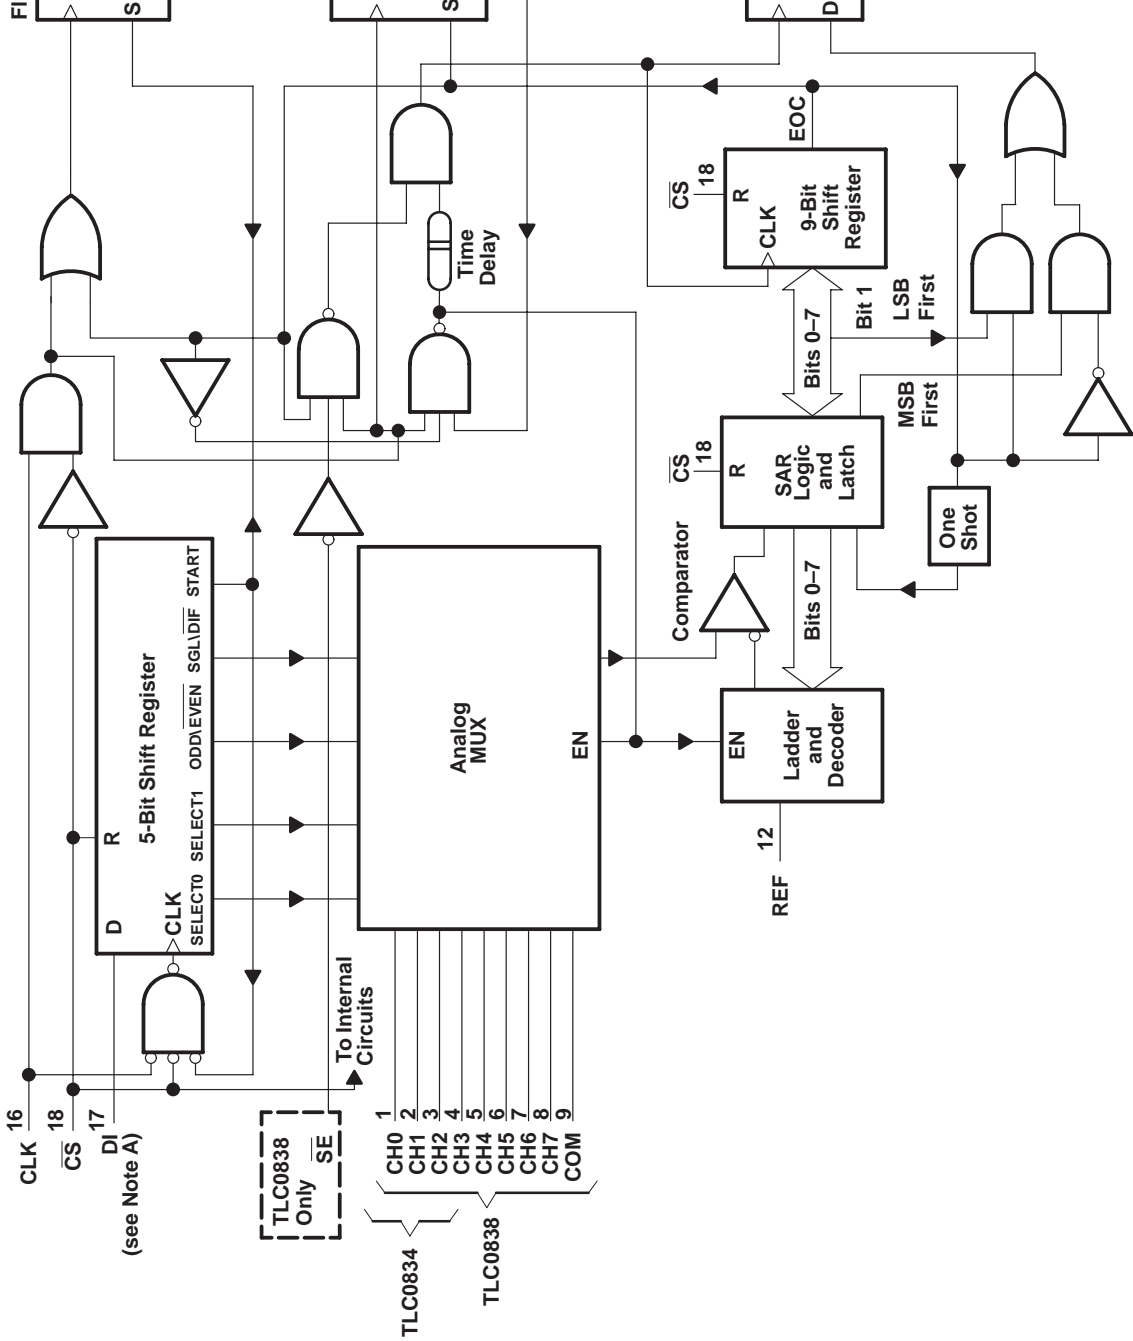 FI
S
S
D
CLK 16
CS 18
DI 17
(see Note A)
D
R
5-Bit Shift Register
CLK
SELECT0 SELECT1 ODD\EVEN SGL\DIF START
TLC0838
Only SE
To Internal
Circuits
CH0 1
CH1 2
CH2 3
CH3 4
CH4 5
CH5 6
CH6 7
CH7 8
COM 9
TLC0834
TLC0838
Analog
MUX
EN
Time
Delay
Comparator
REF 12
EN
Ladder
and
Decoder
Bits 0–7
CS 18
R
SAR
Logic
and
Latch
Bits 0–7
CS 18
R
CLK
9-Bit
Shift
Register
EOC
MSB
First
Bit 1
LSB
First
One
Shot